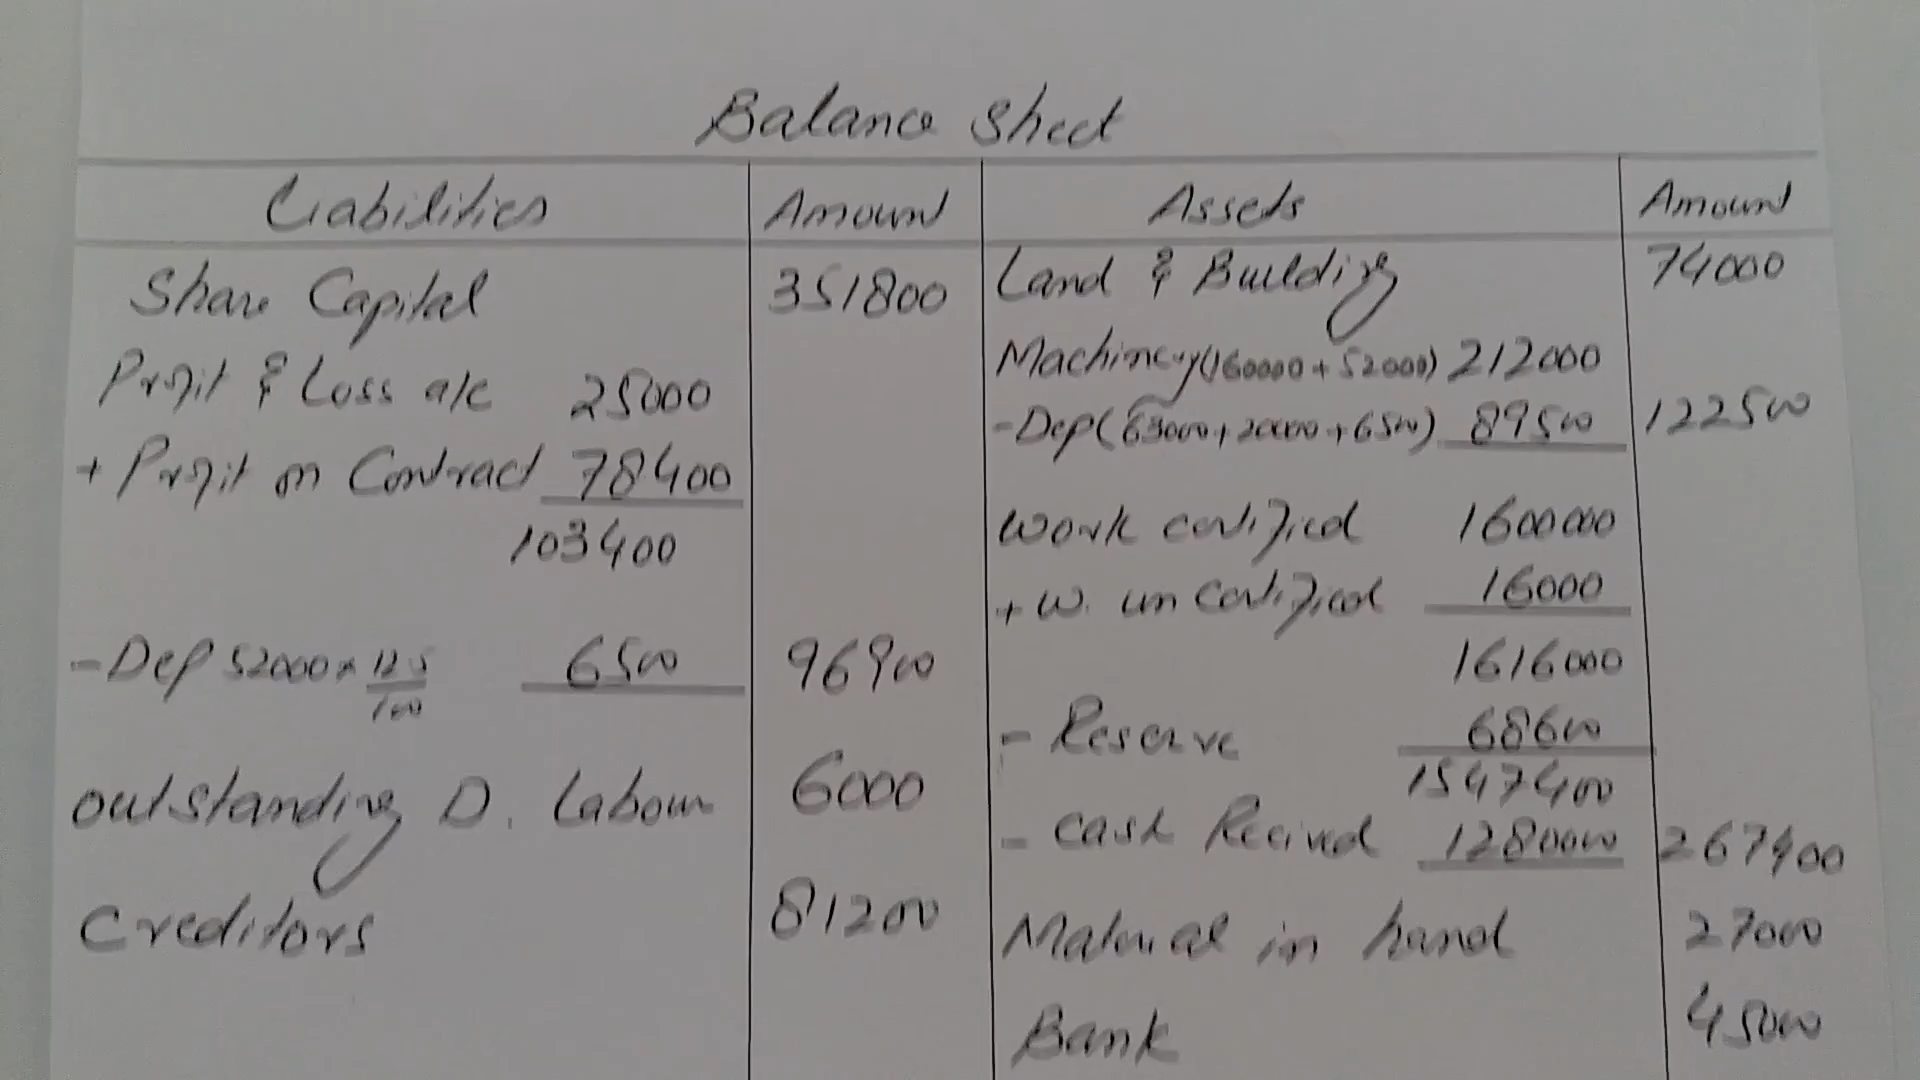 Balance Sheet
Liabilities Amount Assets Amount
Share Capital 351800 Land & Building 74000
Profit & Loss a/c 25000 Machinery(160000+52000) 212000
+ Profit on Contract 78400 -Dep(63000+20000+6500) 89500 122500
103400 Work certified 1600000
+ W. un Certified 16000
-Dep 52000 × 12.5/100 6500 96900 1616000
- Reserve 68600
1547400
outstanding D. Labour 6000 - Cash Recived 1280000 267400
Creditors 81200 Material in hand 27000
Bank 45000